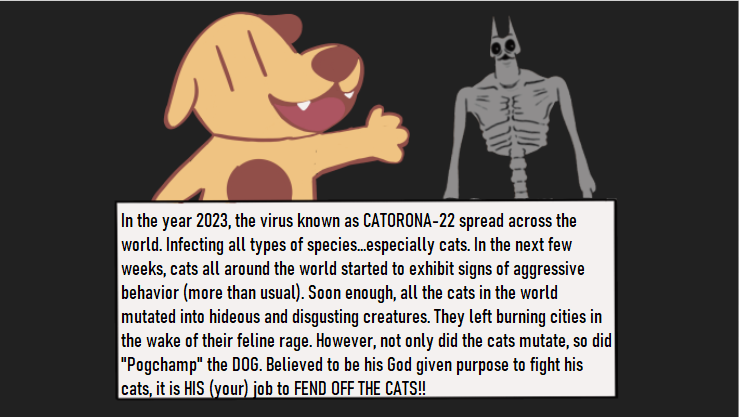 In the year 2023, the virus known as CATORONA-22 spread across the
world. Infecting all types of species...especially cats. In the next few
weeks, cats all around the world started to exhibit signs of aggressive
behavior (more than usual). Soon enough, all the cats in the world
mutated into hideous and disgusting creatures. They left burning cities in
the wake of their feline rage. However, not only did the cats mutate, so did
"Pogchamp" the DOG. Believed to be his God given purpose to fight his
cats, it is HIS (your) job to FEND OFF THE CATS!!